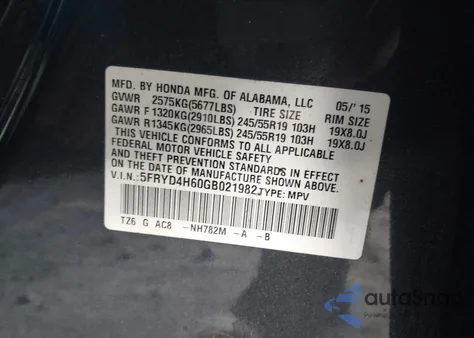 MFD. BY HONDA MFG. OF ALABAMA, LLC 05/'15
GVWR 2575KG(5677LBS) TIRE SIZE RIM SIZE
GAWR F 1320KG(2910LBS) 245/55R19 103H 19X8.0J
GAWR R 1345KG(2965LBS) 245/55R19 103H 19X8.0J
THIS VEHICLE CONFORMS TO ALL APPLICABLE
FEDERAL MOTOR VEHICLE SAFETY AND BUMPER
STANDARDS IN EFFECT ON THE DATE OF
MANUFACTURE SHOWN ABOVE.
V.I.N.: 5FRYD4H60GB021982 TYPE: MPV
TZ6 G AC8 -NH782M -A -B